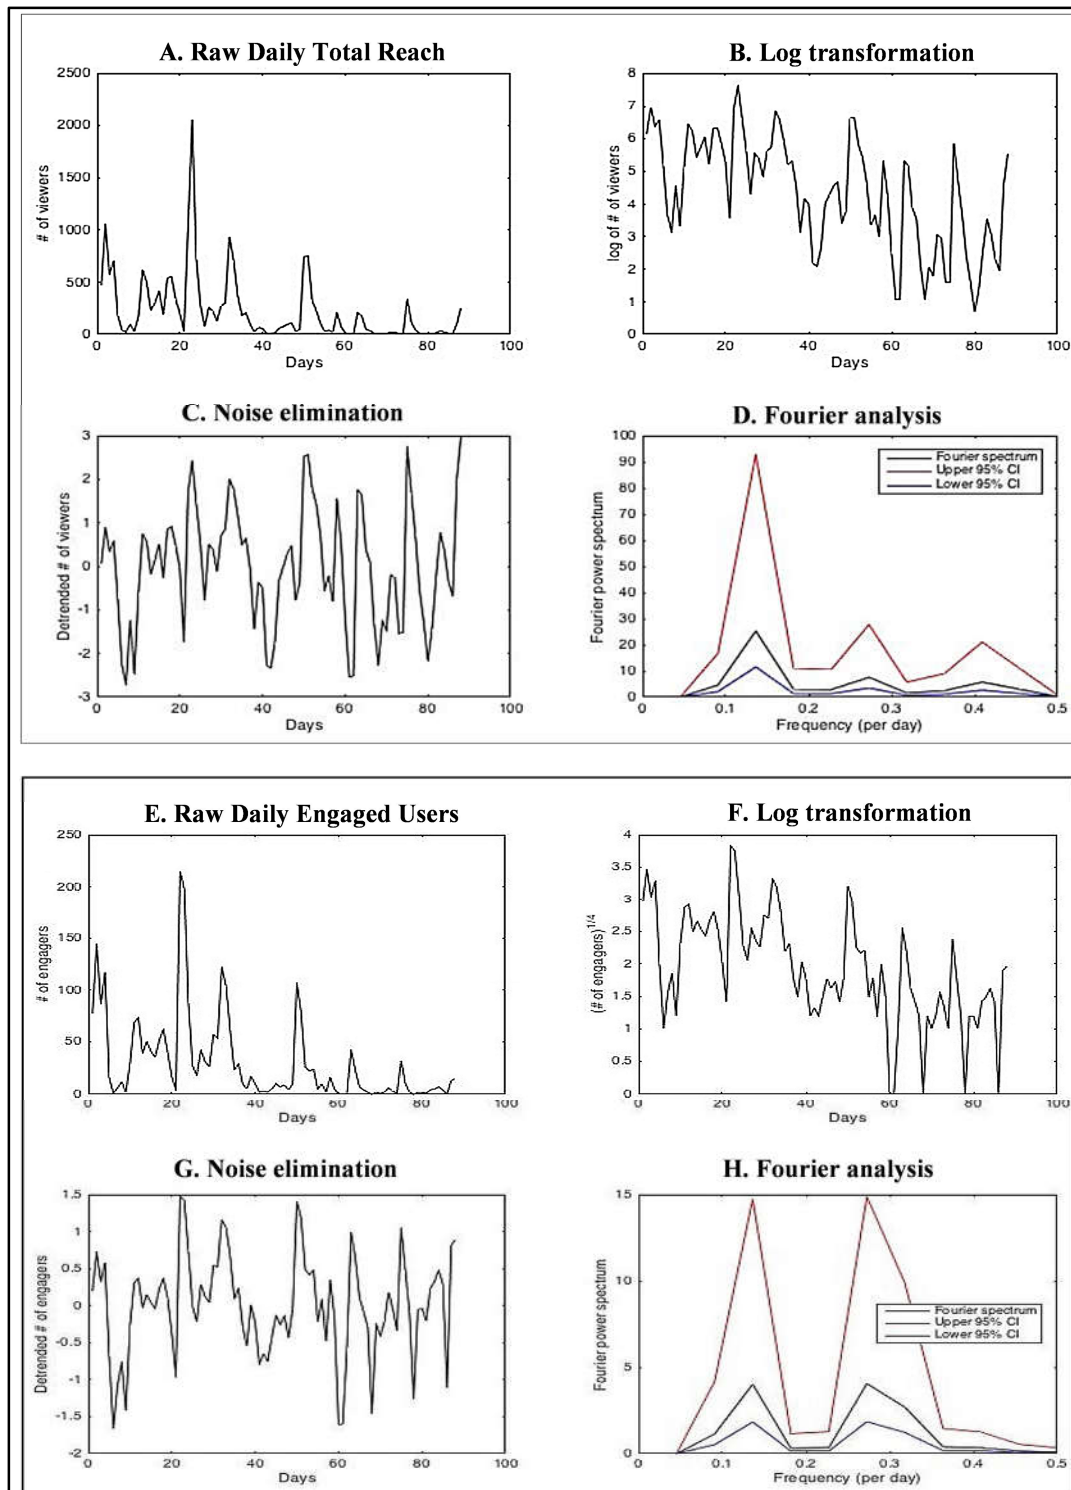 A. Raw Daily Total Reach
2500
2000
1500
1000
500
0
# of viewers
0 20 40 60 80 100
Days
B. Log transformation
8
7
6
5
4
3
2
1
0
log of # of viewers
0 20 40 60 80 100
Days
C. Noise elimination
3
2
1
0
-1
-2
-3
Detrended # of viewers
0 20 40 60 80 100
Days
D. Fourier analysis
100
90
80
70
60
50
40
30
20
10
0
Fourier power spectrum
Fourier spectrum
Upper 95% CI
Lower 95% CI
0 0.1 0.2 0.3 0.4 0.5
Frequency (per day)
E. Raw Daily Engaged Users
250
200
150
100
50
0
# of engagers
0 20 40 60 80 100
Days
F. Log transformation
4
3.5
3
2.5
2
1.5
1
0.5
0
(# of engagers)1/4
0 20 40 60 80 100
Days
G. Noise elimination
1.5
1
0.5
0
-0.5
-1
-1.5
-2
Detrended # of engagers
0 20 40 60 80 100
Days
H. Fourier analysis
15
10
5
0
Fourier power spectrum
Fourier spectrum
Upper 95% CI
Lower 95% CI
0 0.1 0.2 0.3 0.4 0.5
Frequency (per day)